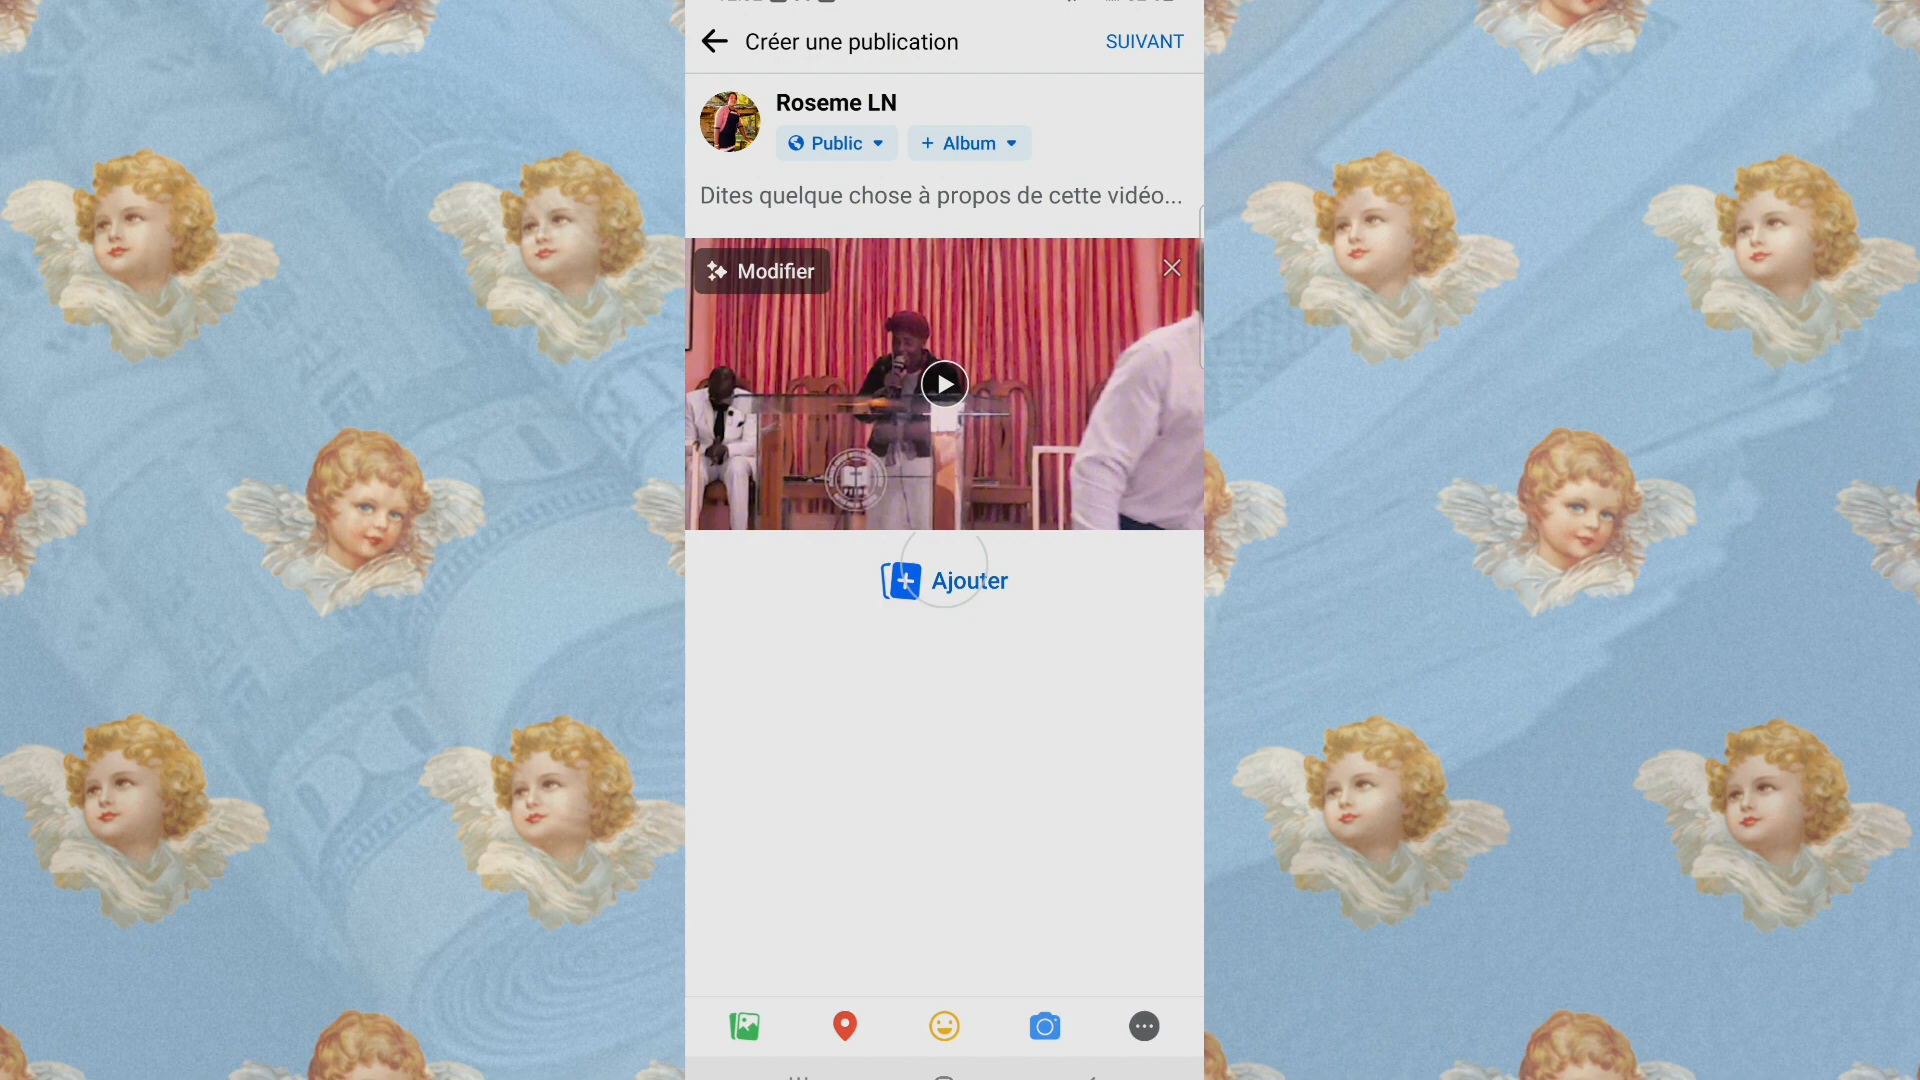 Créer une publication
SUIVANT
Roseme LN
Public
+ Album
Dites quelque chose à propos de cette vidéo...
Modifier
Ajouter